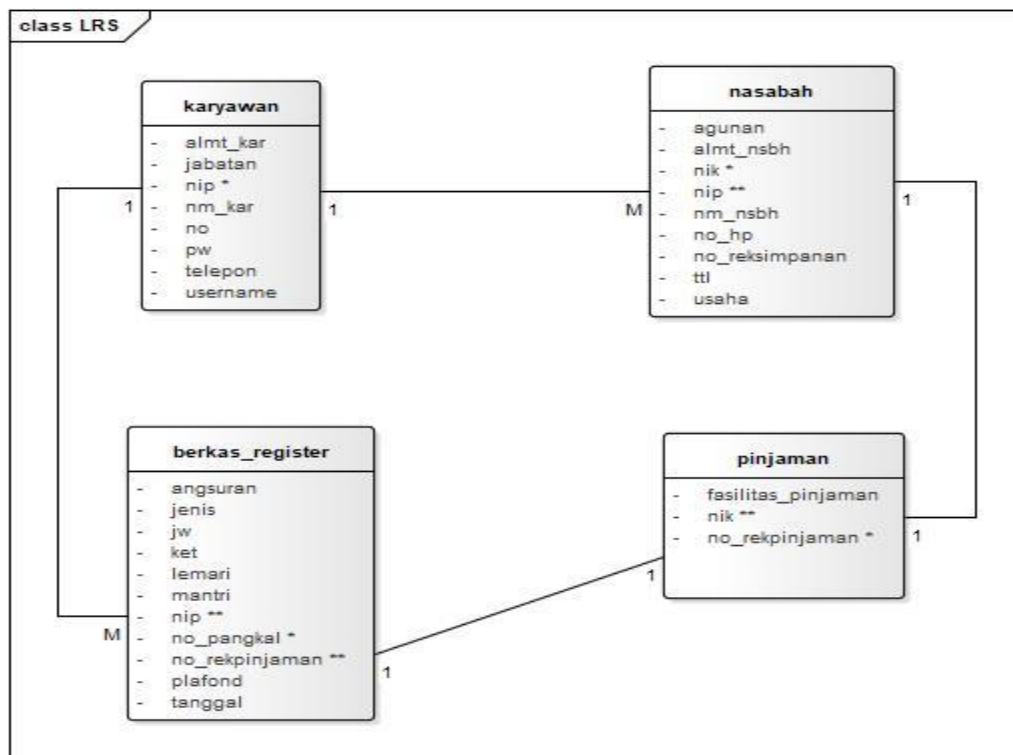 class LRS
karyawan
- almt_kar
- jabatan
- nip *
- nm_kar
- no
- pw
- telepon
- username
1
1
nasabah
- agunan
- almt_nsbh
- nik *
- nip **
- nm_nsbh
- no_hp
- no_reksimpanan
- ttl
- usaha
M
1
berkas_register
- angsuran
- jenis
- jw
- ket
- lemari
- mantri
- nip **
- no_pangkal *
- no_rekpinjaman **
- plafond
- tanggal
M
1
pinjaman
- fasilitas_pinjaman
- nik **
- no_rekpinjaman *
1
1